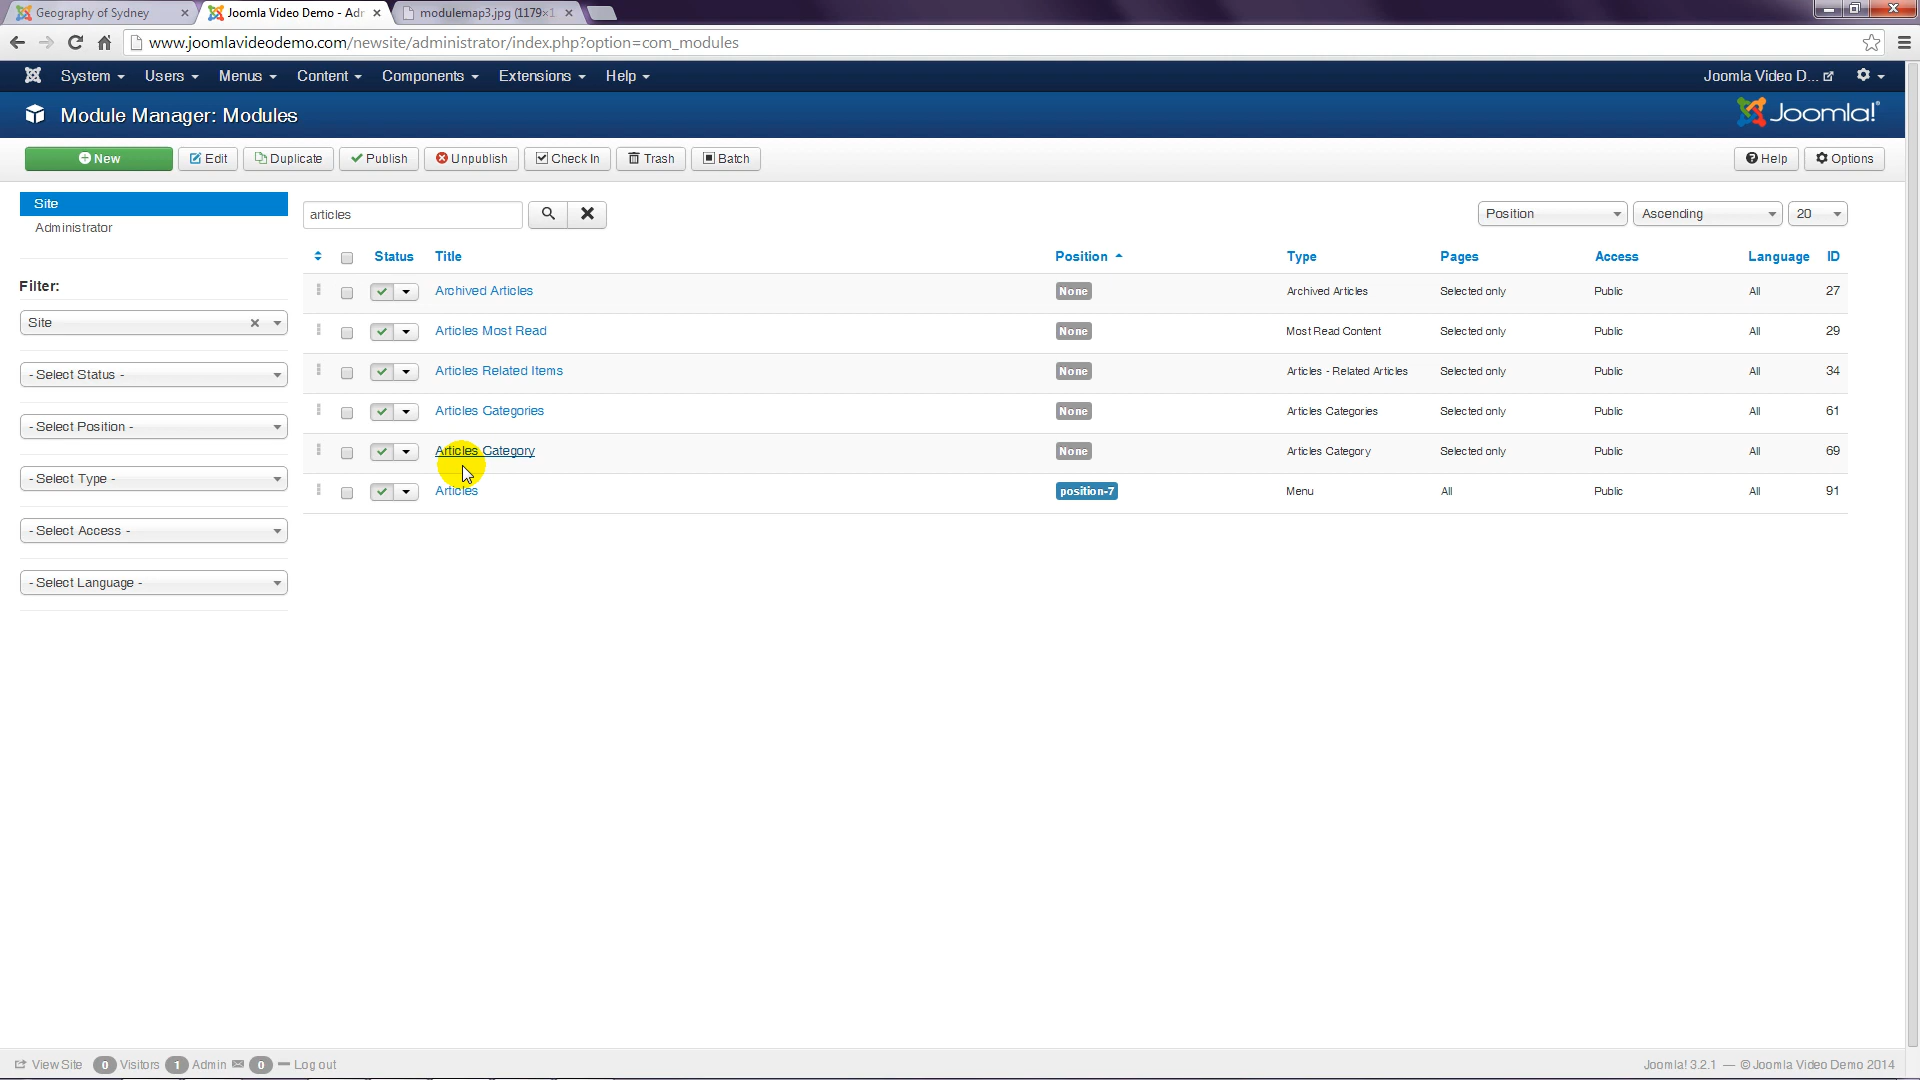 Geography of Sydney
Joomla Video Demo - Adr
modulemap3.jpg (1179×1
www.joomlavideodemo.com/newsite/administrator/index.php?option=com_modules
System Users Menus Content Components Extensions Help Joomla Video D...
Module Manager: Modules Joomla!®
New Edit Duplicate Publish Unpublish Check In Trash Batch Help Options
Site
Administrator
articles Position Ascending 20
Status Title Position Type Pages Access Language ID
Filter:
Site
- Select Status -
- Select Position -
- Select Type -
- Select Access -
- Select Language -
Archived Articles None Archived Articles Selected only Public All 27
Articles Most Read None Most Read Content Selected only Public All 29
Articles Related Items None Articles - Related Articles Selected only Public All 34
Articles Categories None Articles Categories Selected only Public All 61
Articles Category None Articles Category Selected only Public All 69
Articles position-7 Menu All Public All 91
View Site 0 Visitors 1 Admin 0 Log out Joomla! 3.2.1 — © Joomla Video Demo 2014